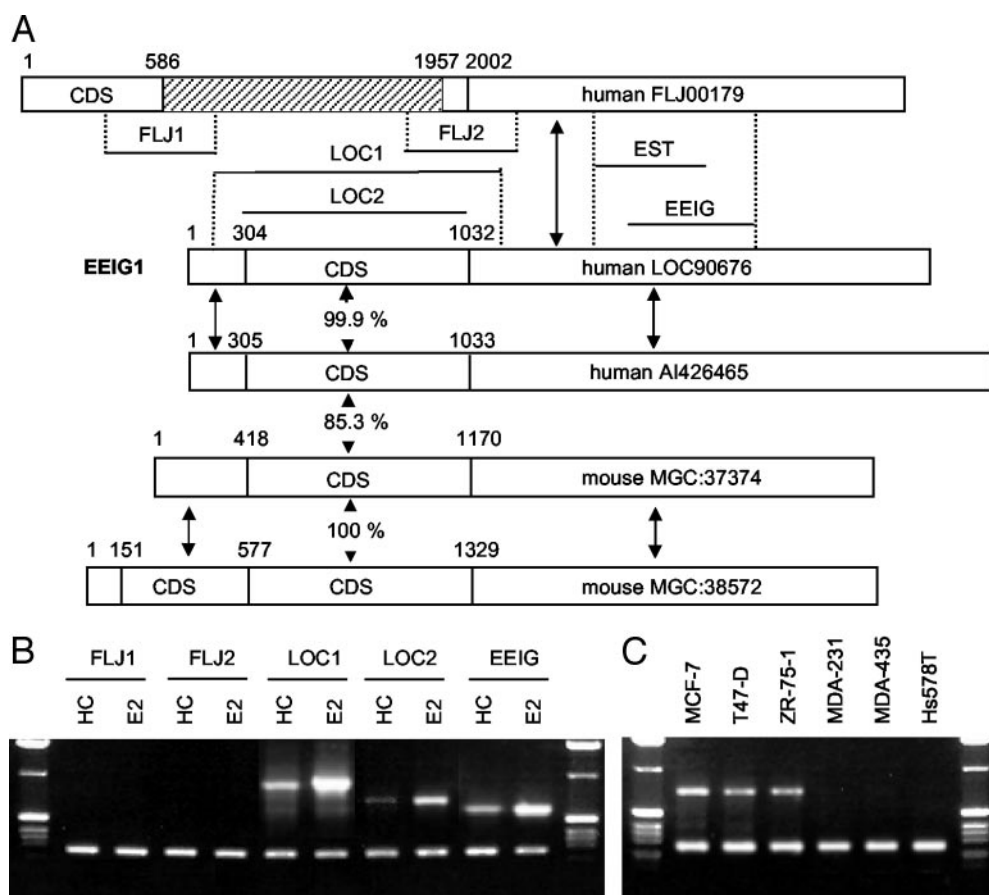 A
1 586 1957 2002
CDS human FLJ00179
FLJ1 FLJ2
LOC1 EST
LOC2
EEIG
1 304 1032
EEIG1 CDS human LOC90676
99.9 %
1 305 1033
CDS human AI426465
85.3 %
1 418 1170
CDS mouse MGC:37374
100 %
1 151 577 1329
CDS CDS mouse MGC:38572
B
FLJ1 FLJ2 LOC1 LOC2 EEIG
HC E2 HC E2 HC E2 HC E2 HC E2
C
MCF-7 T47-D ZR-75-1 MDA-231 MDA-435 Hs578T